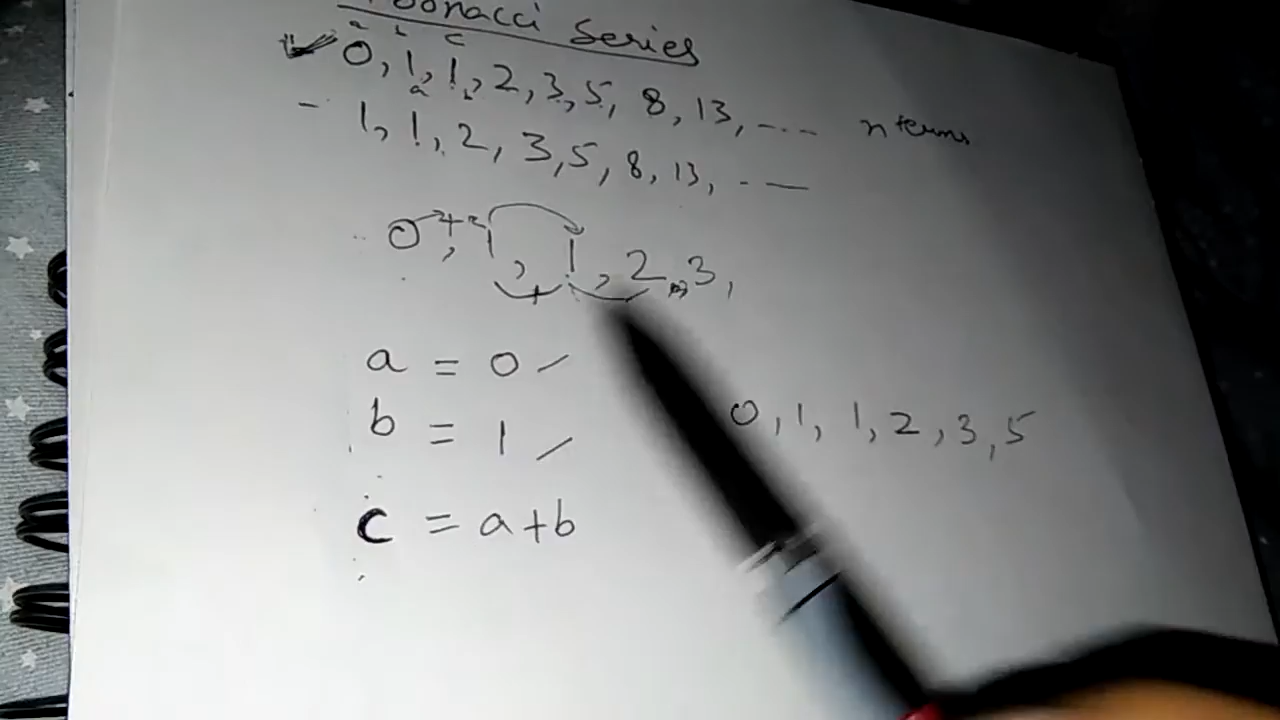 Fibonacci Series
a b c
0, 1, 1, 2, 3, 5, 8, 13, ---- n terms
a b
- 1, 1, 2, 3, 5, 8, 13, - —
0 + 1, 1, 2, 3,
+
a = 0
b = 1
0, 1, 1, 2, 3, 5
c = a+b